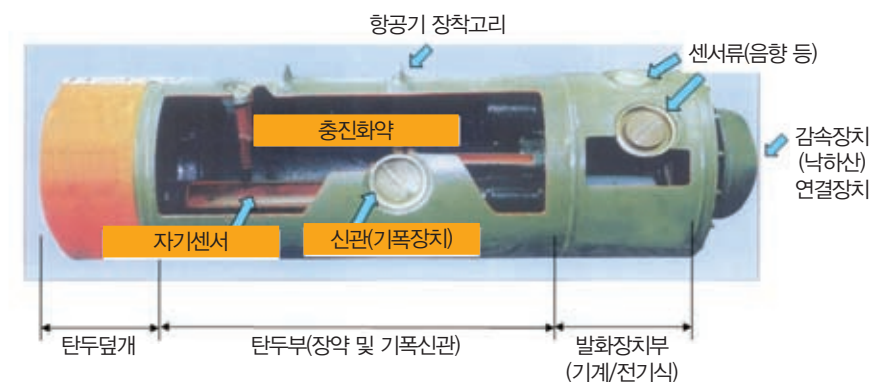 항공기 장착고리
센서류(음향 등)
충진화약
감속장치
(낙하산)
연결장치
자기센서
신관(기폭장치)
탄두덮개
탄두부(장약 및 기폭신관)
발화장치부
(기계/전기식)